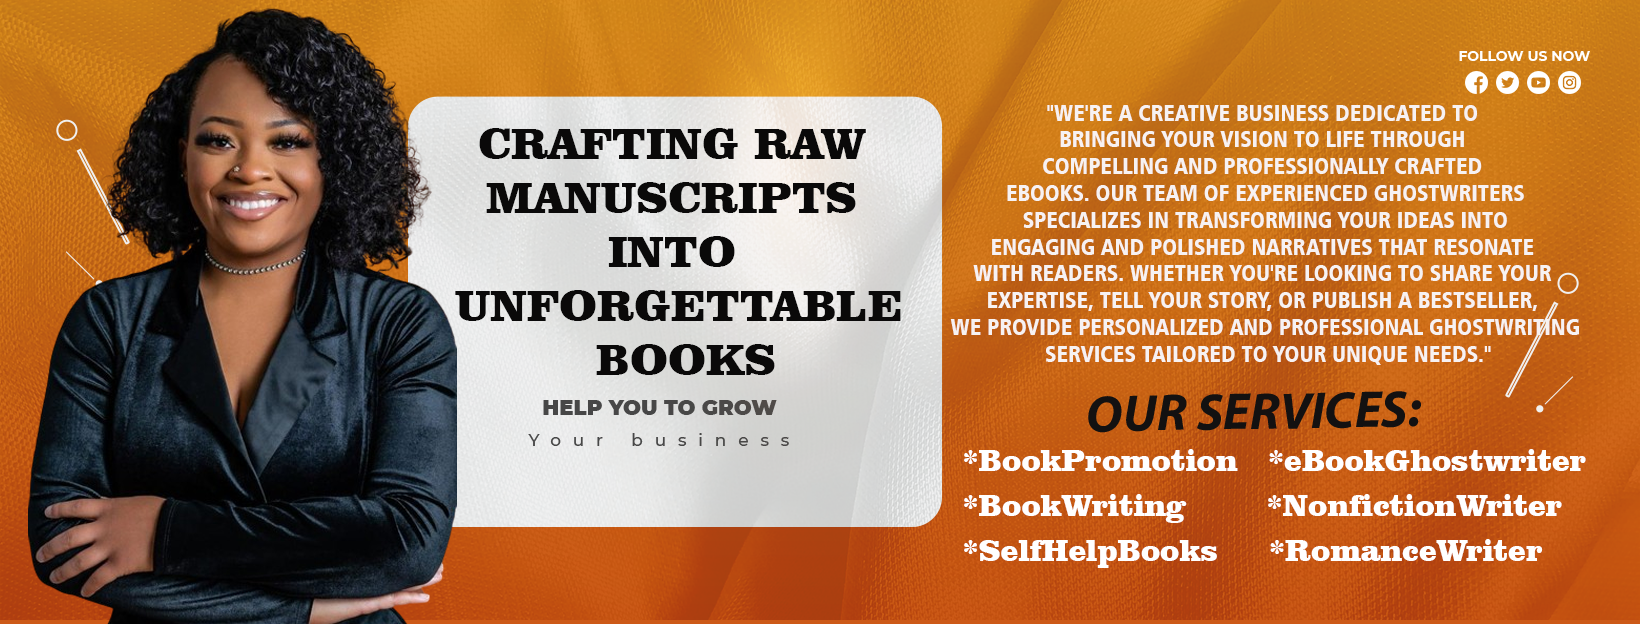 CRAFTING RAW
MANUSCRIPTS
INTO
UNFORGETTABLE
BOOKS
HELP YOU TO GROW
Your business
FOLLOW US NOW
"WE'RE A CREATIVE BUSINESS DEDICATED TO
BRINGING YOUR VISION TO LIFE THROUGH
COMPELLING AND PROFESSIONALLY CRAFTED
EBOOKS. OUR TEAM OF EXPERIENCED GHOSTWRITERS
SPECIALIZES IN TRANSFORMING YOUR IDEAS INTO
ENGAGING AND POLISHED NARRATIVES THAT RESONATE
WITH READERS. WHETHER YOU'RE LOOKING TO SHARE YOUR
EXPERTISE, TELL YOUR STORY, OR PUBLISH A BESTSELLER,
WE PROVIDE PERSONALIZED AND PROFESSIONAL GHOSTWRITING
SERVICES TAILORED TO YOUR UNIQUE NEEDS."
OUR SERVICES:
*BookPromotion *eBookGhostwriter
*BookWriting *NonfictionWriter
*SelfHelpBooks *RomanceWriter